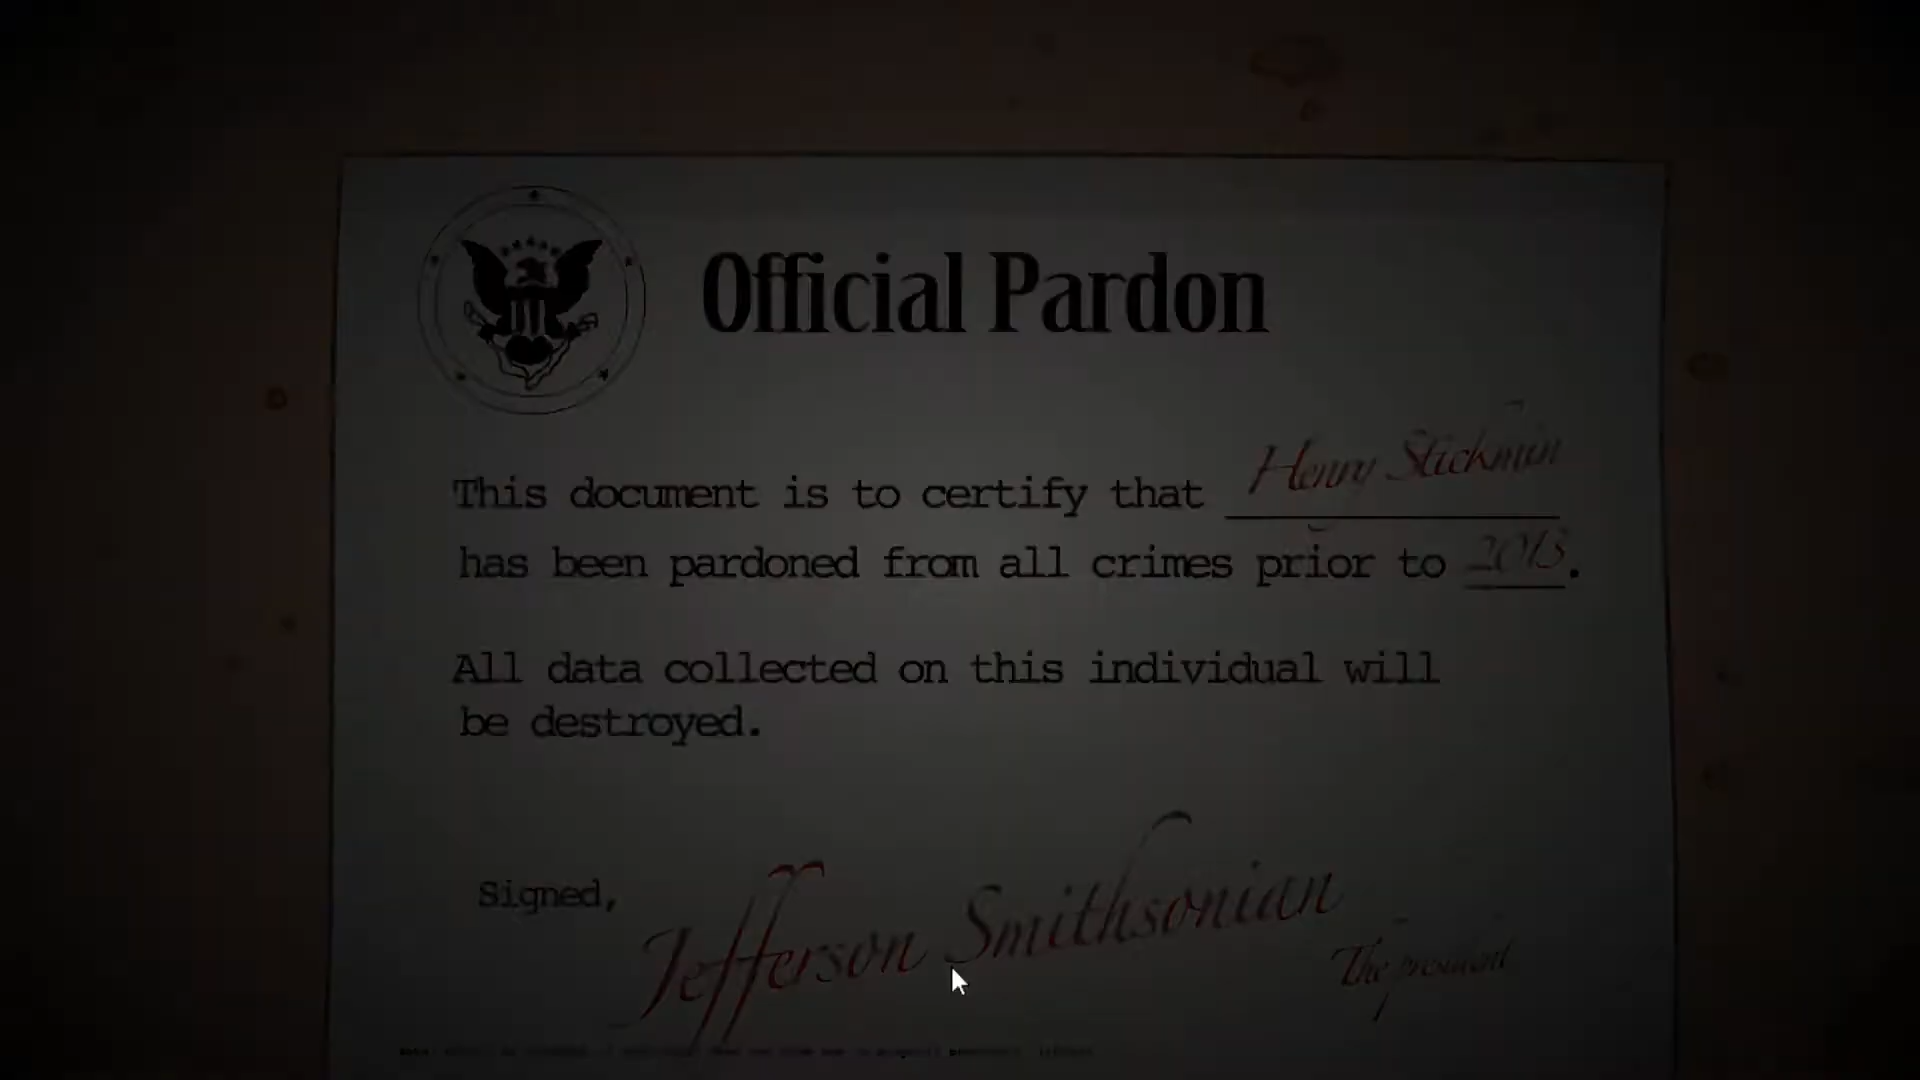 Official Pardon
This document is to certify that Henry Stickmin
has been pardoned from all crimes prior to 2013.
All data collected on this individual will
be destroyed.
Signed,
Jefferson Smithsonian
The president